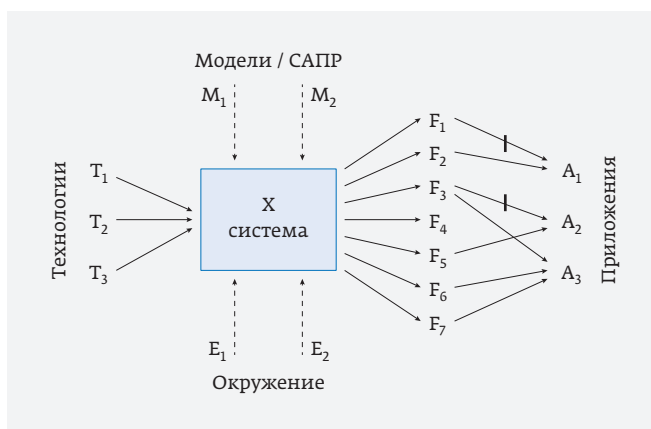 Модели / САПР
M1 M2
Технологии
T1
T2
T3
X
система
F1
F2
F3
F4
F5
F6
F7
A1
A2
A3
Приложения
E1 E2
Окружение